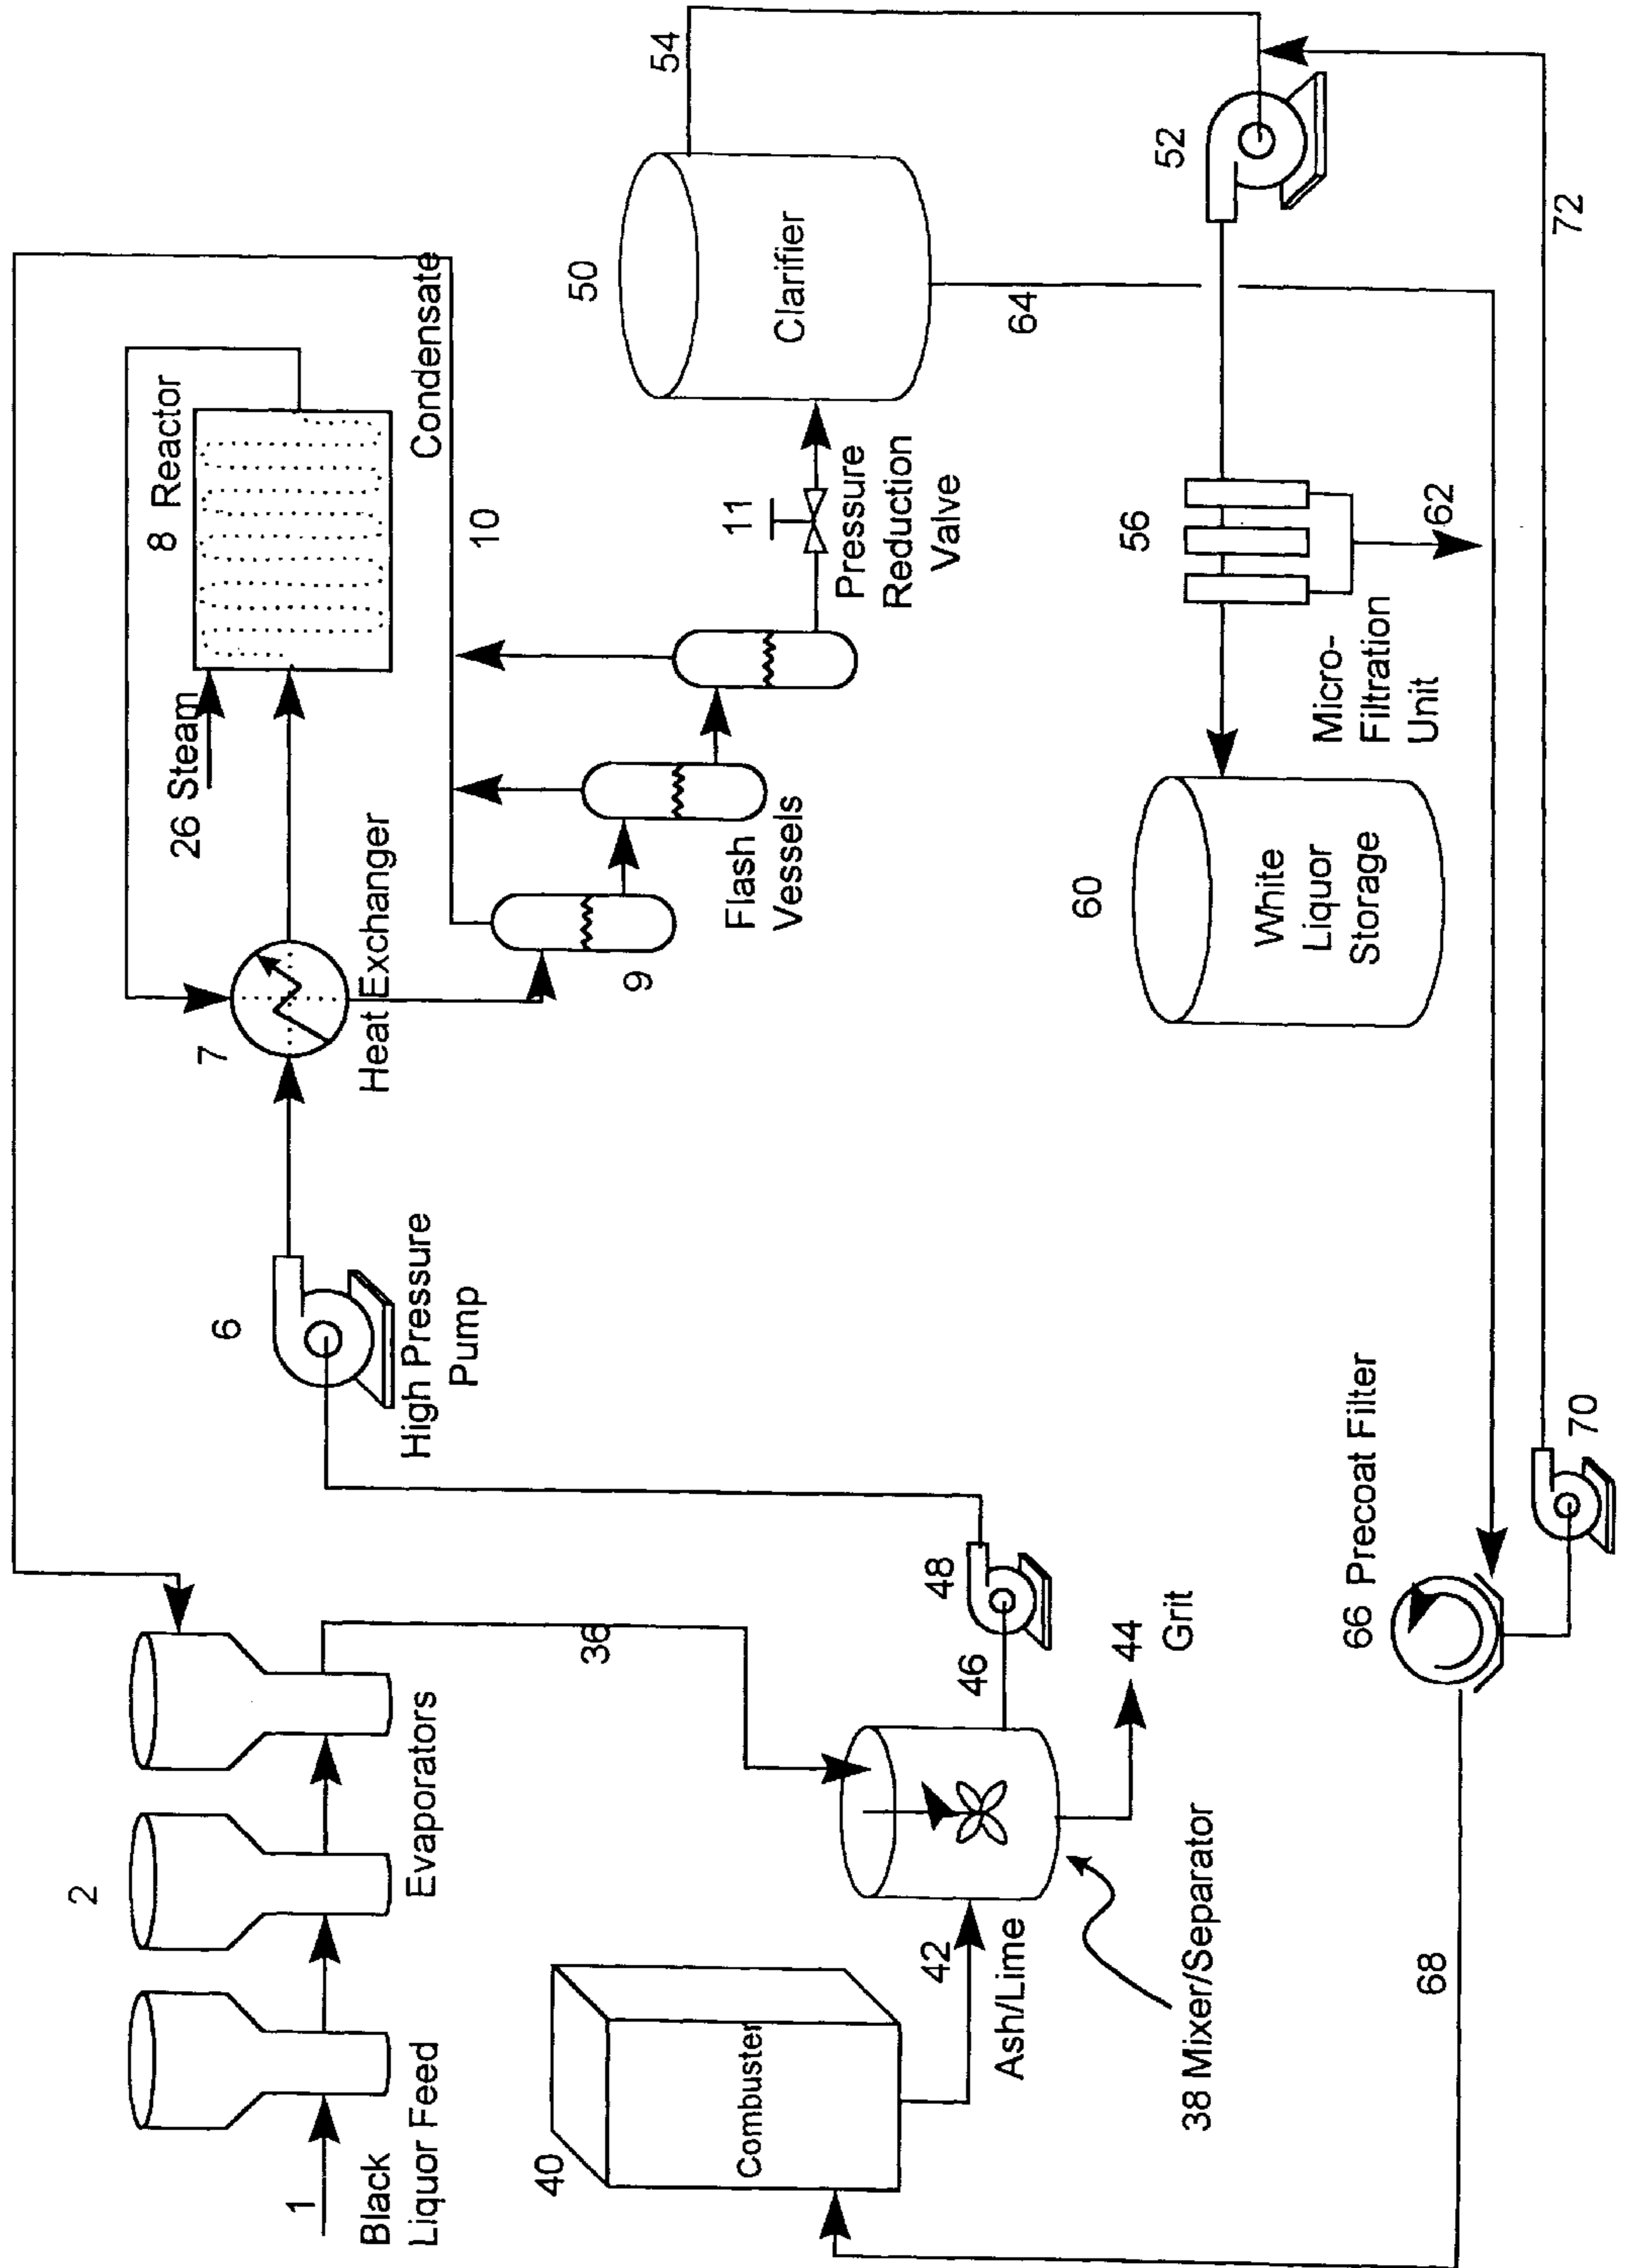 1
Black
Liquor Feed
2
Evaporators
36
6
High Pressure
Pump
7
Heat Exchanger
26 Steam
8 Reactor
Condensate
10
9
Flash
Vessels
11
Pressure
Reduction
Valve
50
Clarifier
54
64
52
40
Combuster
42
Ash/Lime
38 Mixer/Separator
44
Grit
46
48
60
White
Liquor
Storage
56
Micro-
Filtration
Unit
62
66 Precoat Filter
68
70
72